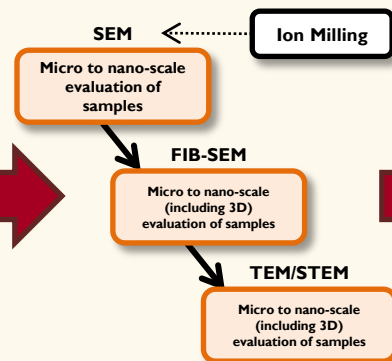 SEM
Ion Milling
Micro to nano-scale
evaluation of
samples
FIB-SEM
Micro to nano-scale
(including 3D)
evaluation of samples
TEM/STEM
Micro to nano-scale
(including 3D)
evaluation of samples